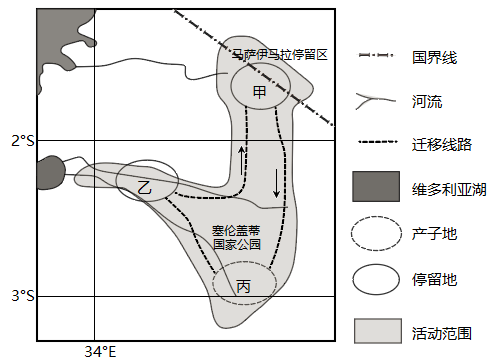 马萨伊马拉停留区
甲
2°S
乙
塞伦盖蒂
国家公园
丙
3°S
34°E
国界线
河流
迁移线路
维多利亚湖
产子地
停留地
活动范围